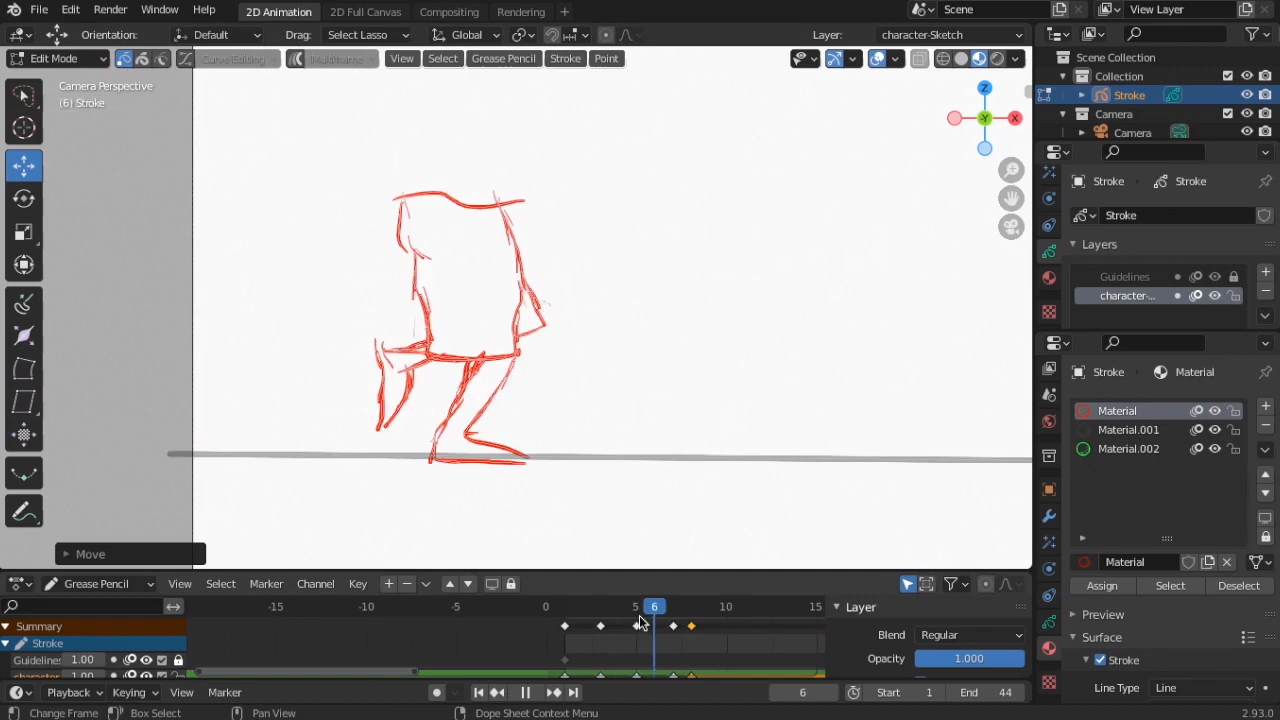 File Edit Render Window Help 2D Animation 2D Full Canvas Compositing Rendering Scene View Layer
Orientation: Default Drag: Select Lasso Global Layer: character-Sketch
Edit Mode View Select Grease Pencil Stroke Point
Scene Collection
Collection
Stroke
Camera
Camera
Camera Perspective
(6) Stroke
Z
-Y
X
Stroke Stroke
Stroke
Layers
Guidelines
character-...
Stroke Material
Material
Material.001
Material.002
Material
Assign Select Deselect
Preview
Surface
Stroke
Line Type Line
Move
Grease Pencil View Select Marker Channel Key
-15 -10 -5 0 5 6 10 15
Summary
Stroke
Guideline 1.00
1.00
Layer
Blend Regular
Opacity 1.000
Playback Keying View Marker 6 Start 1 End 44
Change Frame Box Select Pan View Dope Sheet Context Menu 2.93.0